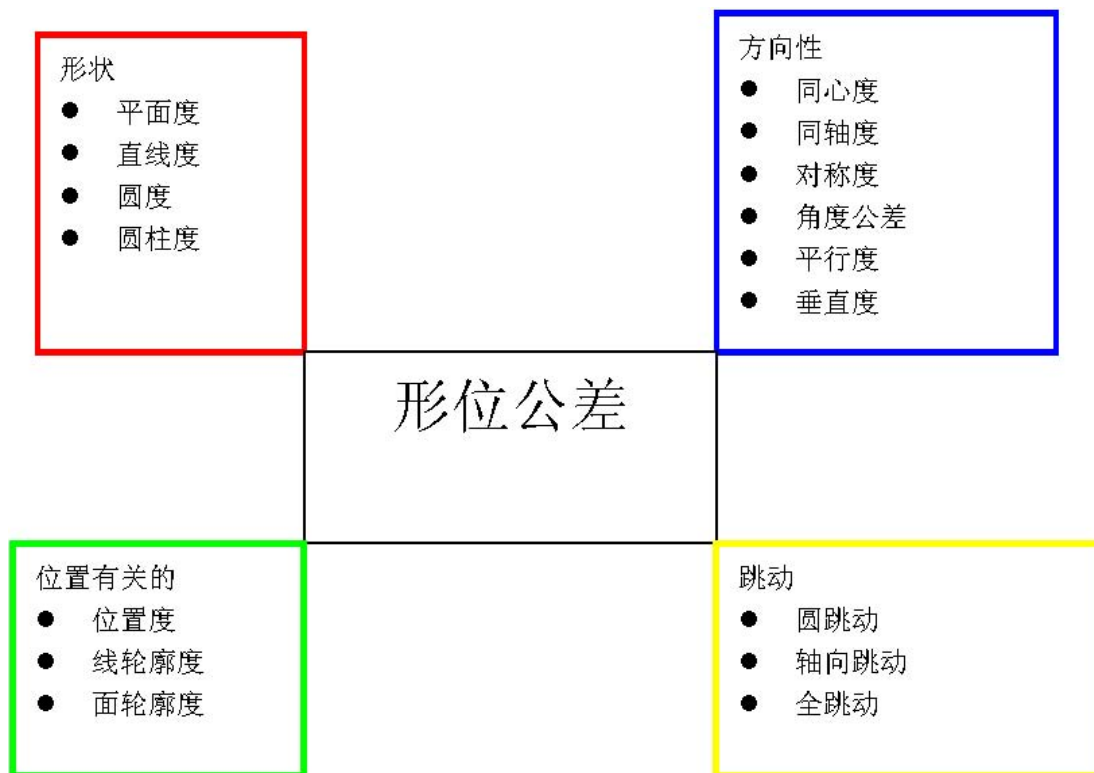 形状
● 平面度
● 直线度
● 圆度
● 圆柱度
方向性
● 同心度
● 同轴度
● 对称度
● 角度公差
● 平行度
● 垂直度
形位公差
位置有关的
● 位置度
● 线轮廓度
● 面轮廓度
跳动
● 圆跳动
● 轴向跳动
● 全跳动